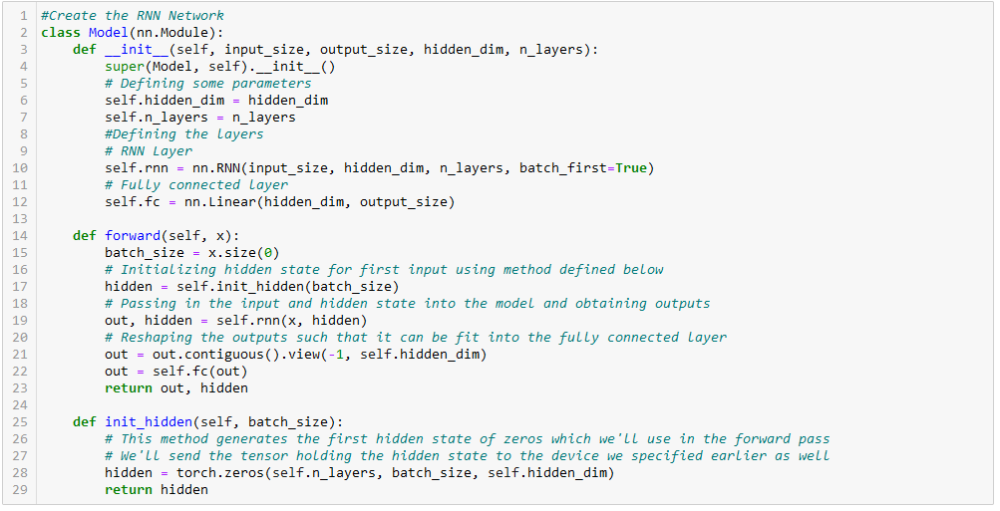 1 #Create the RNN Network
2 class Model(nn.Module):
3     def __init__(self, input_size, output_size, hidden_dim, n_layers):
4         super(Model, self).__init__()
5         # Defining some parameters
6         self.hidden_dim = hidden_dim
7         self.n_layers = n_layers
8         #Defining the layers
9         # RNN Layer
10         self.rnn = nn.RNN(input_size, hidden_dim, n_layers, batch_first=True)
11         # Fully connected layer
12         self.fc = nn.Linear(hidden_dim, output_size)
13
14     def forward(self, x):
15         batch_size = x.size(0)
16         # Initializing hidden state for first input using method defined below
17         hidden = self.init_hidden(batch_size)
18         # Passing in the input and hidden state into the model and obtaining outputs
19         out, hidden = self.rnn(x, hidden)
20         # Reshaping the outputs such that it can be fit into the fully connected layer
21         out = out.contiguous().view(-1, self.hidden_dim)
22         out = self.fc(out)
23         return out, hidden
24
25     def init_hidden(self, batch_size):
26         # This method generates the first hidden state of zeros which we'll use in the forward pass
27         # We'll send the tensor holding the hidden state to the device we specified earlier as well
28         hidden = torch.zeros(self.n_layers, batch_size, self.hidden_dim)
29         return hidden